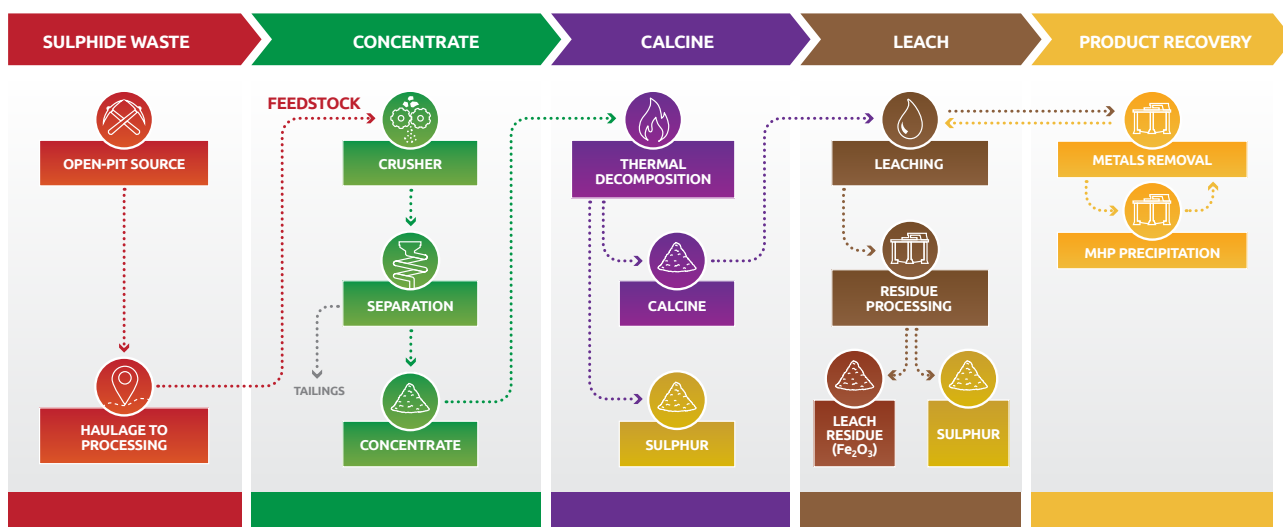 SULPHIDE WASTE
CONCENTRATE
CALCINE
LEACH
PRODUCT RECOVERY
OPEN-PIT SOURCE
HAULAGE TO
PROCESSING
FEEDSTOCK
CRUSHER
SEPARATION
TAILINGS
CONCENTRATE
THERMAL
DECOMPOSITION
CALCINE
SULPHUR
LEACHING
RESIDUE
PROCESSING
LEACH
RESIDUE
(Fe₂O₃)
SULPHUR
METALS REMOVAL
MHP PRECIPITATION